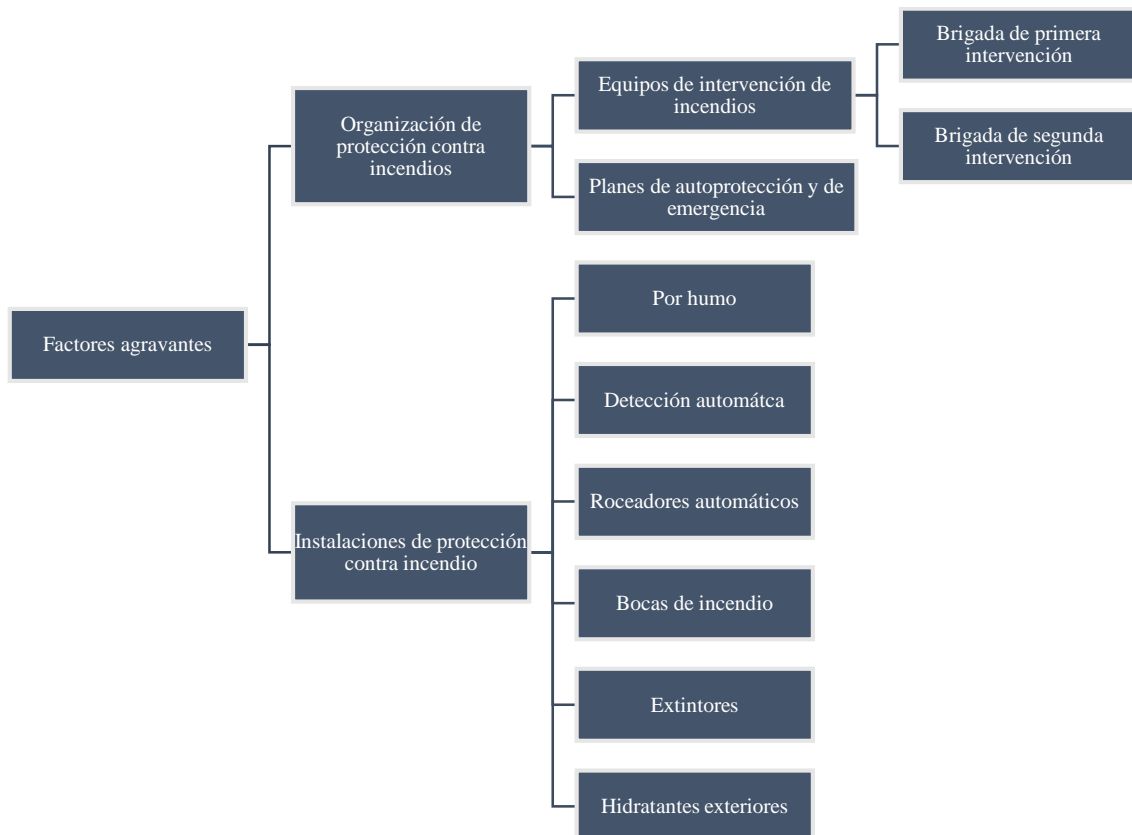 Factores agravantes
Organización de
protección contra
incendios
Equipos de intervención de
incendios
Brigada de primera
intervención
Brigada de segunda
intervención
Planes de autoprotección y de
emergencia
Instalaciones de protección
contra incendio
Por humo
Detección automátca
Roceadores automáticos
Bocas de incendio
Extintores
Hidratantes exteriores